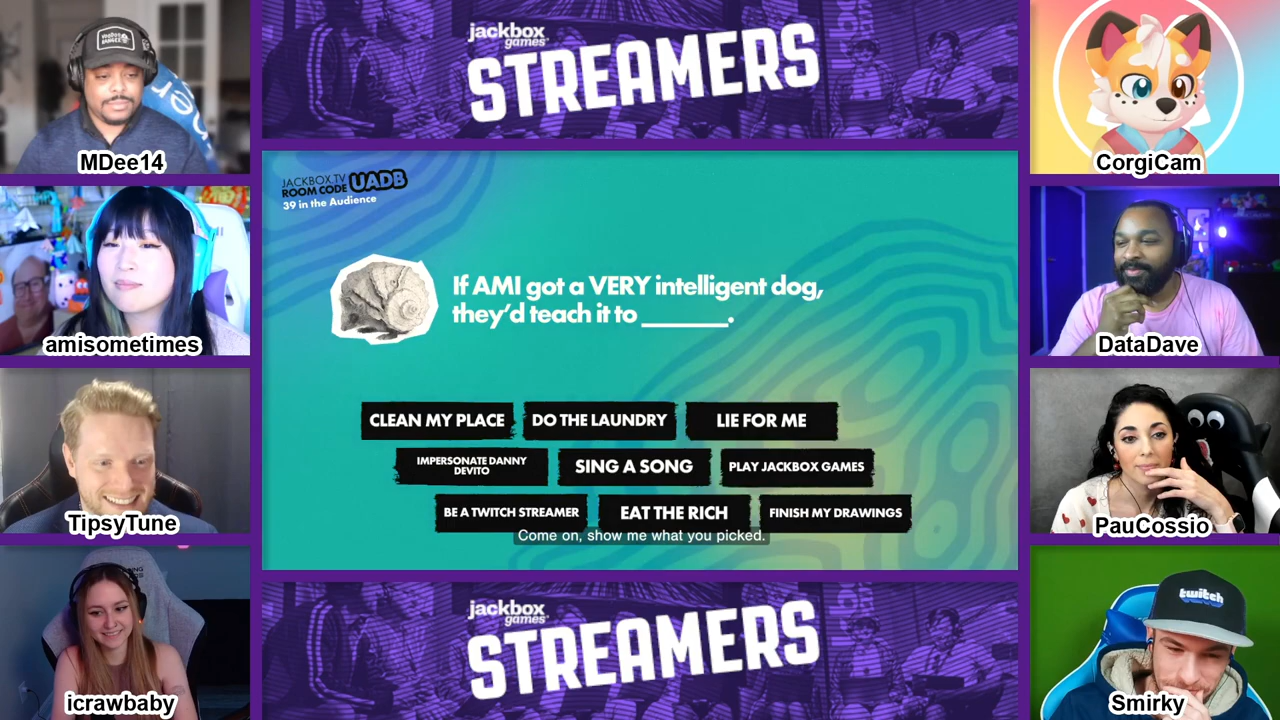 jackbox
games
STREAMERS
MDee14
CorgiCam
JACKBOX.TV
ROOM CODE UADB
39 in the Audience
If AMI got a VERY intelligent dog,
they'd teach it to ______.
amisometimes
DataDave
CLEAN MY PLACE
DO THE LAUNDRY
LIE FOR ME
IMPERSONATE DANNY
DEVITO
SING A SONG
PLAY JACKBOX GAMES
BE A TWITCH STREAMER
EAT THE RICH
FINISH MY DRAWINGS
Come on, show me what you picked.
TipsyTune
PauCossio
twitch
jackbox
games
STREAMERS
icrawbaby
Smirky